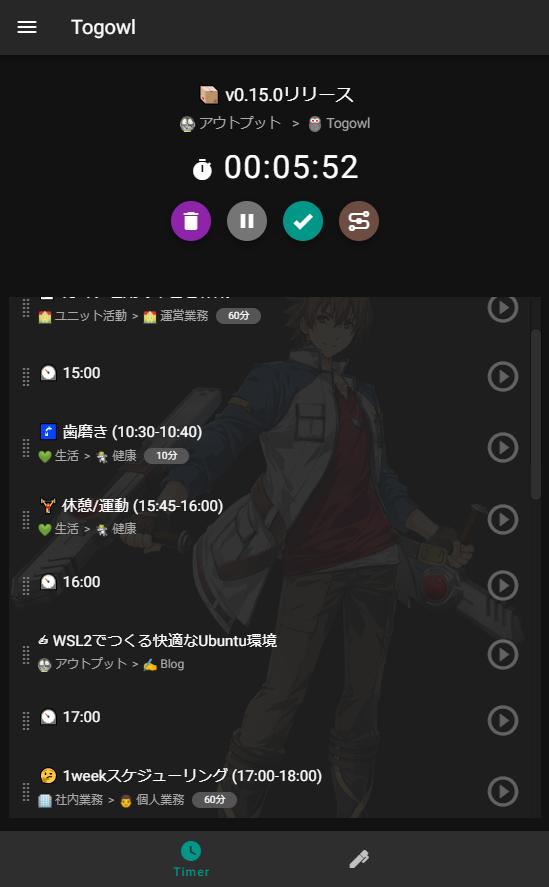 Togowl
v0.15.0リリース
アウトプット > Togowl
00:05:52
ユニット活動 > 運営業務 60分
15:00
歯磨き (10:30-10:40)
生活 > 健康 10分
休憩/運動 (15:45-16:00)
生活 > 健康
16:00
WSL2でつくる快適なUbuntu環境
アウトプット > Blog
17:00
1weekスケジューリング (17:00-18:00)
社内業務 > 個人業務 60分
Timer